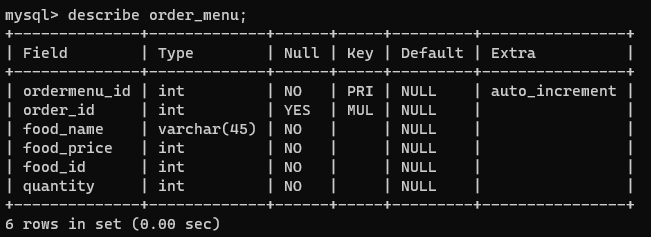 mysql> describe order_menu;
+--------------+-------------+------+-----+---------+----------------+
| Field        | Type        | Null | Key | Default | Extra          |
+--------------+-------------+------+-----+---------+----------------+
| ordermenu_id | int         | NO   | PRI | NULL    | auto_increment |
| order_id     | int         | YES  | MUL | NULL    |                |
| food_name    | varchar(45) | NO   |     | NULL    |                |
| food_price   | int         | NO   |     | NULL    |                |
| food_id      | int         | NO   |     | NULL    |                |
| quantity     | int         | NO   |     | NULL    |                |
+--------------+-------------+------+-----+---------+----------------+
6 rows in set (0.00 sec)